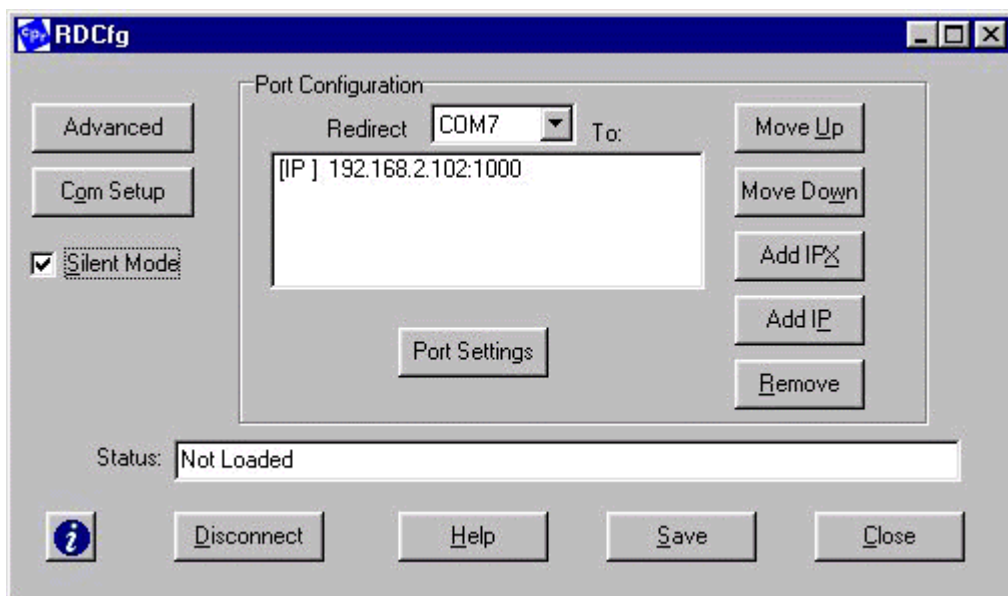 cpr RDCfg
Port Configuration
Advanced
Redirect COM7 To:
Move Up
[IP ] 192.168.2.102:1000
Com Setup
Move Down
Silent Mode
Add IPX
Add IP
Port Settings
Remove
Status: Not Loaded
i Disconnect Help Save Close